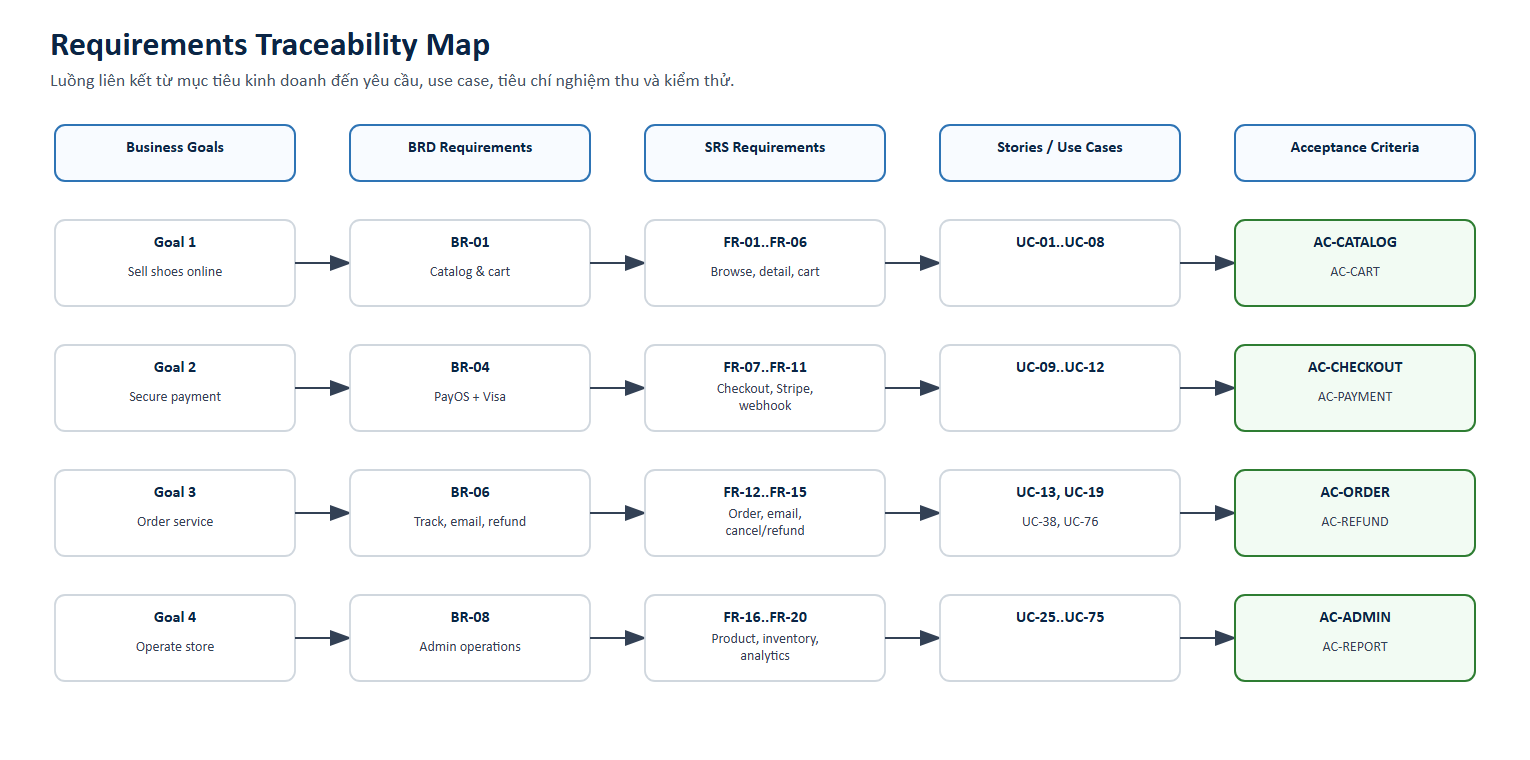 Requirements Traceability Map
Luồng liên kết từ mục tiêu kinh doanh đến yêu cầu, use case, tiêu chí nghiệm thu và kiểm thử.
Business Goals
BRD Requirements
SRS Requirements
Stories / Use Cases
Acceptance Criteria
Goal 1
Sell shoes online
BR-01
Catalog & cart
FR-01..FR-06
Browse, detail, cart
UC-01..UC-08
AC-CATALOG
AC-CART
Goal 2
Secure payment
BR-04
PayOS + Visa
FR-07..FR-11
Checkout, Stripe,
webhook
UC-09..UC-12
AC-CHECKOUT
AC-PAYMENT
Goal 3
Order service
BR-06
Track, email, refund
FR-12..FR-15
Order, email,
cancel/refund
UC-13, UC-19
UC-38, UC-76
AC-ORDER
AC-REFUND
Goal 4
Operate store
BR-08
Admin operations
FR-16..FR-20
Product, inventory,
analytics
UC-25..UC-75
AC-ADMIN
AC-REPORT